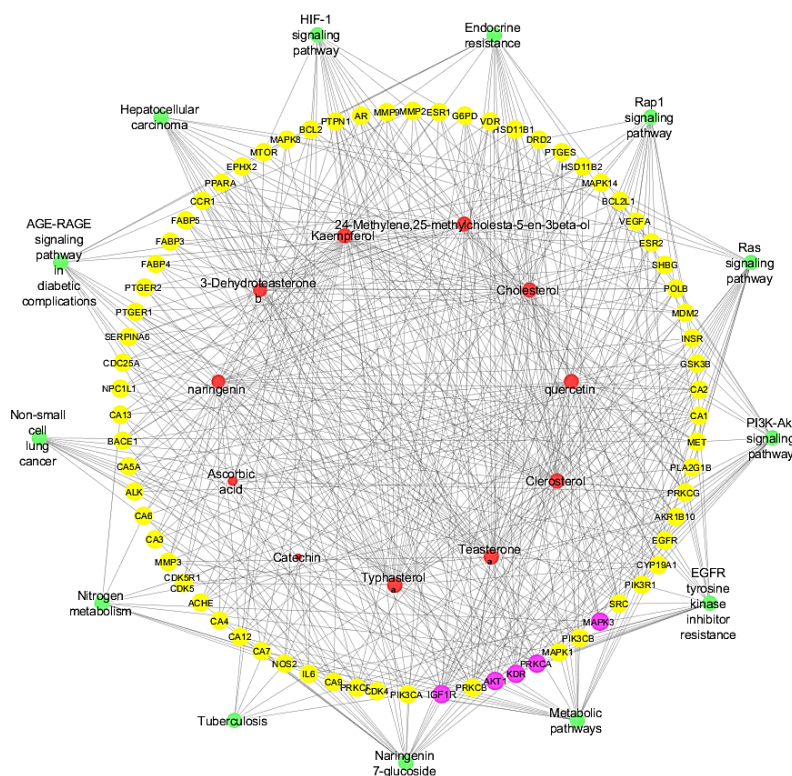 HIF-1
signaling
pathway
Endocrine
resistance
Rap1
signaling
pathway
Hepatocellular
carcinoma
AGE-RAGE
signaling
pathway
in
diabetic
complications
Ras
signaling
pathway
Non-small
cell
lung
cancer
PI3K-Akt
signaling
pathway
Nitrogen
metabolism
EGFR
tyrosine
kinase
inhibitor
resistance
Tuberculosis
Metabolic
pathways
Naringenin
7-glucoside
BCL2
PTPN1
AR
MMP9
MMP2
ESR1
G6PD
VDR
HSD11B1
DRD2
PTGES
HSD11B2
MAPK14
BCL2L1
VEGFA
ESR2
SHBG
POLB
MDM2
INSR
GSK3B
CA2
CA1
MET
PLA2G1B
PRKCG
AKR1B10
EGFR
CYP19A1
PIK3R1
SRC
MAPK3
PIK3CB
MAPK1
PRKCA
KDR
AKT1
PRKCB
IGF1R
PIK3CA
CDK4
CA9
IL6
NOS2
CA7
CA12
CA4
ACHE
CDK5
CDK5R1
MMP3
CA3
CA6
ALK
CA5A
BACE1
CA13
NPC1L1
CDC25A
SERPINA6
PTGER1
PTGER2
FABP4
FABP3
FABP5
CCR1
PPARA
EPHX2
MTOR
MAPK8
24-Methylene,25-methylcholesta-5-en-3beta-ol
Kaempferol
3-Dehydroteasterone
b
Cholesterol
naringenin
quercetin
Ascorbic
acid
Clerosterol
Catechin
Teasterone
a
Typhasterol
a